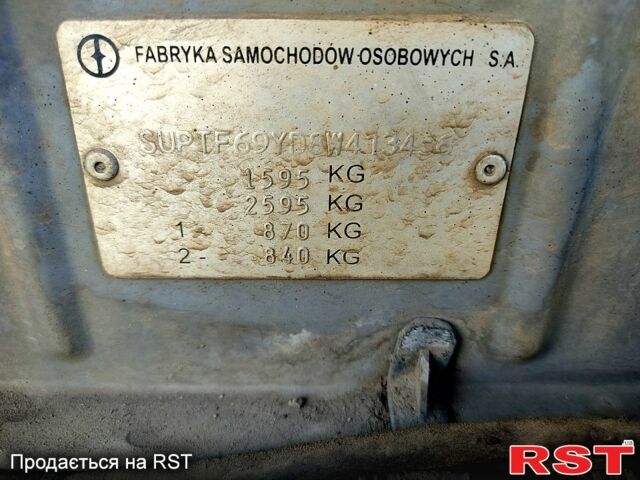 FABRYKA SAMOCHODÓW OSOBOWYCH S.A.
1595 KG
2595 KG
1- 870 KG
2- 840 KG
Продається на RST
RST